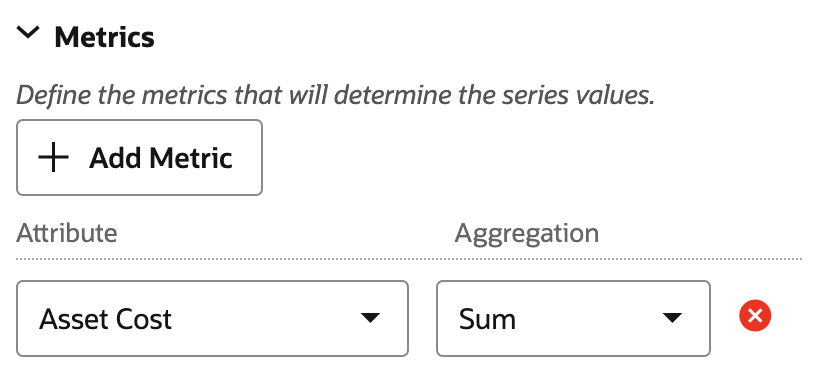 Metrics
Define the metrics that will determine the series values.
Add Metric
Attribute Aggregation
Asset Cost Sum